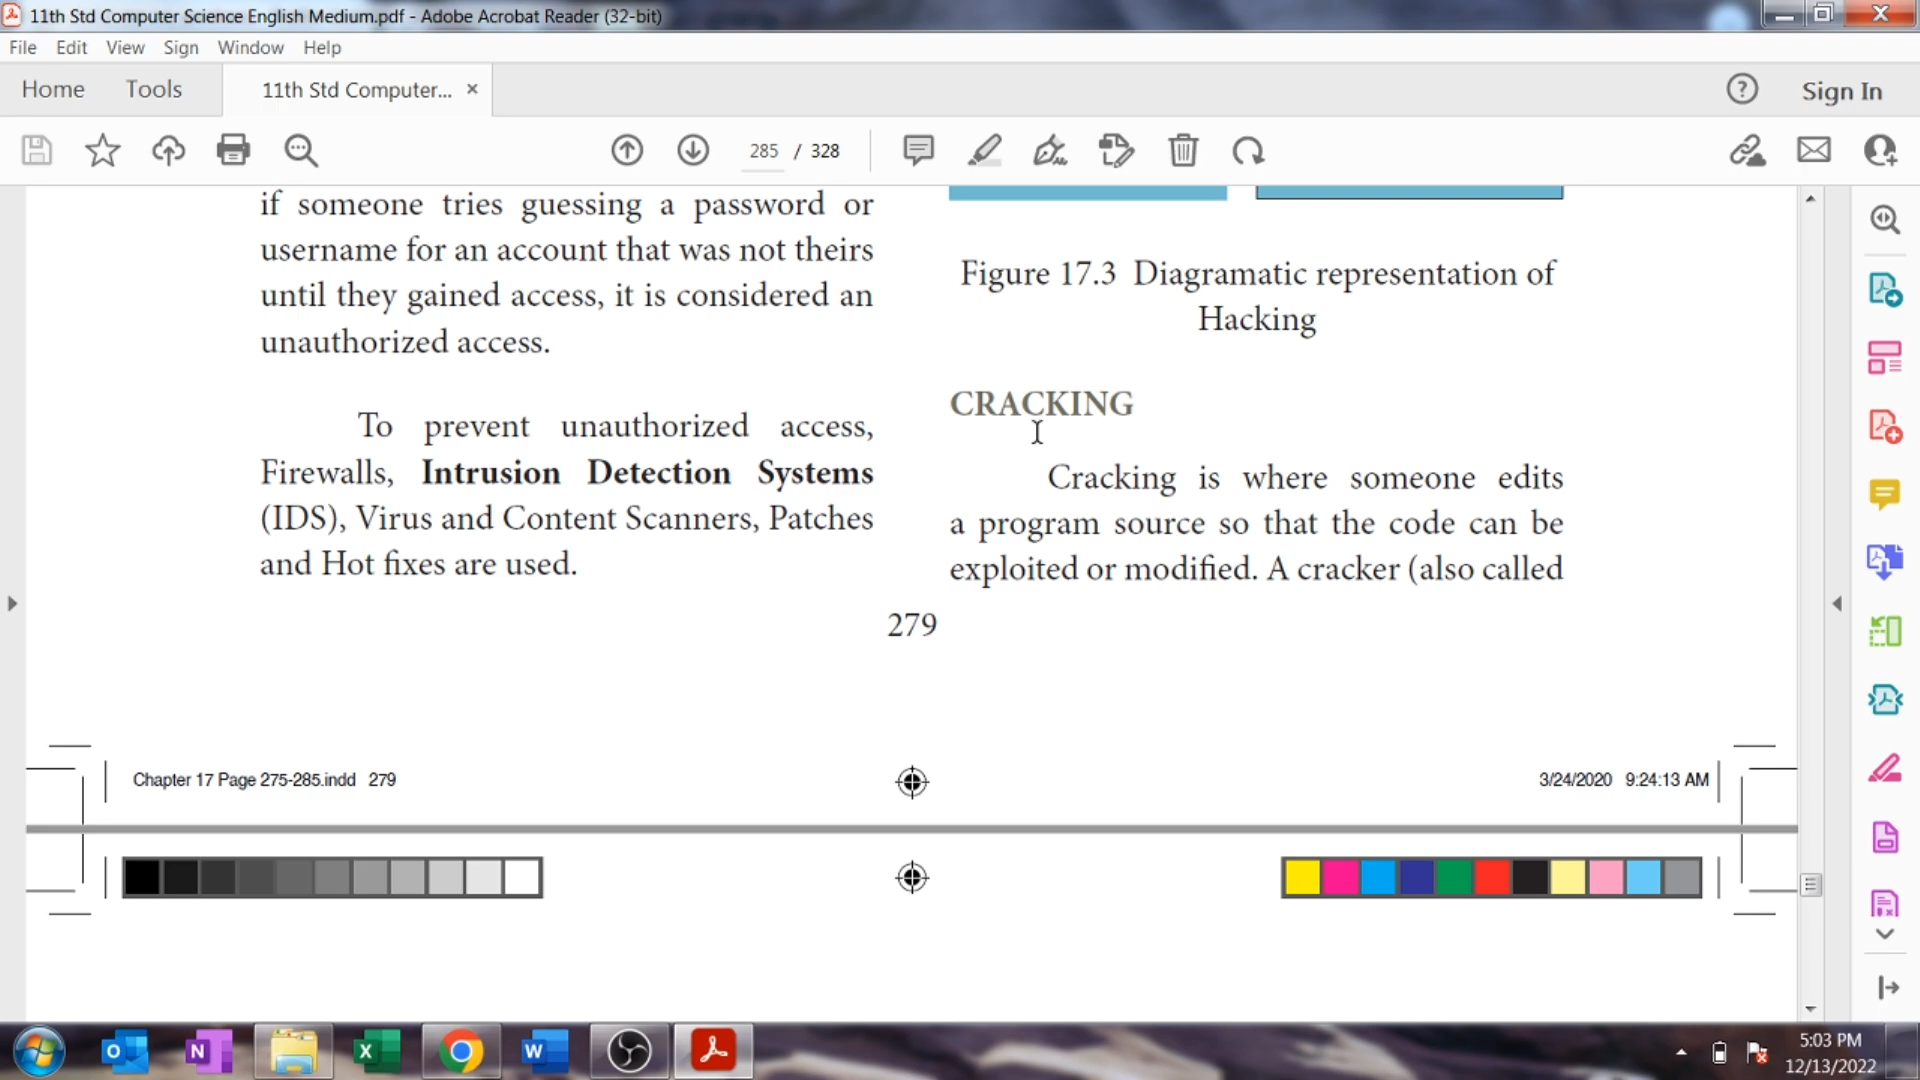 11th Std Computer Science English Medium.pdf - Adobe Acrobat Reader (32-bit)
File Edit View Sign Window Help
Home Tools 11th Std Computer... × Sign In
285 / 328
if someone tries guessing a password or
username for an account that was not theirs
until they gained access, it is considered an
unauthorized access.
To prevent unauthorized access,
Firewalls, Intrusion Detection Systems
(IDS), Virus and Content Scanners, Patches
and Hot fixes are used.
Figure 17.3 Diagramatic representation of
Hacking
CRACKING
Cracking is where someone edits
a program source so that the code can be
exploited or modified. A cracker (also called
279
Chapter 17 Page 275-285.indd 279
3/24/2020 9:24:13 AM
5:03 PM
12/13/2022